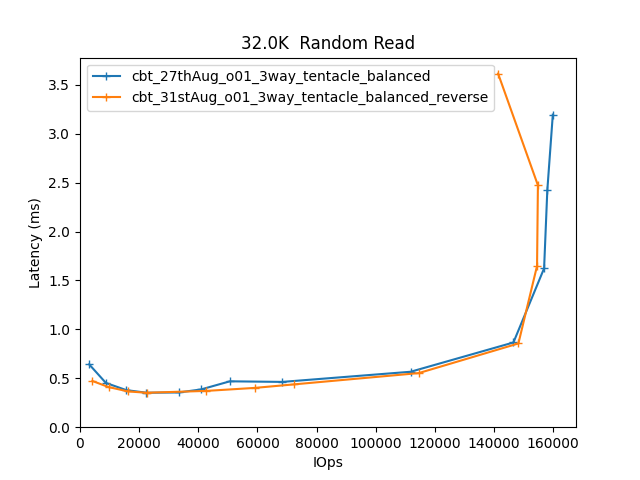 32.0K  Random Read
cbt_27thAug_o01_3way_tentacle_balanced
cbt_31stAug_o01_3way_tentacle_balanced_reverse
3.5
3.0
2.5
2.0
1.5
1.0
0.5
0.0
Latency (ms)
0 20000 40000 60000 80000 100000 120000 140000 160000
IOps